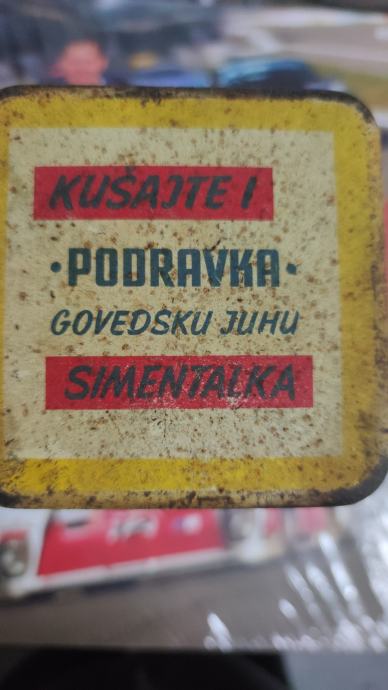 KUŠAJTE I
·PODRAVKA·
GOVEDSKU JUHU
SIMENTALKA